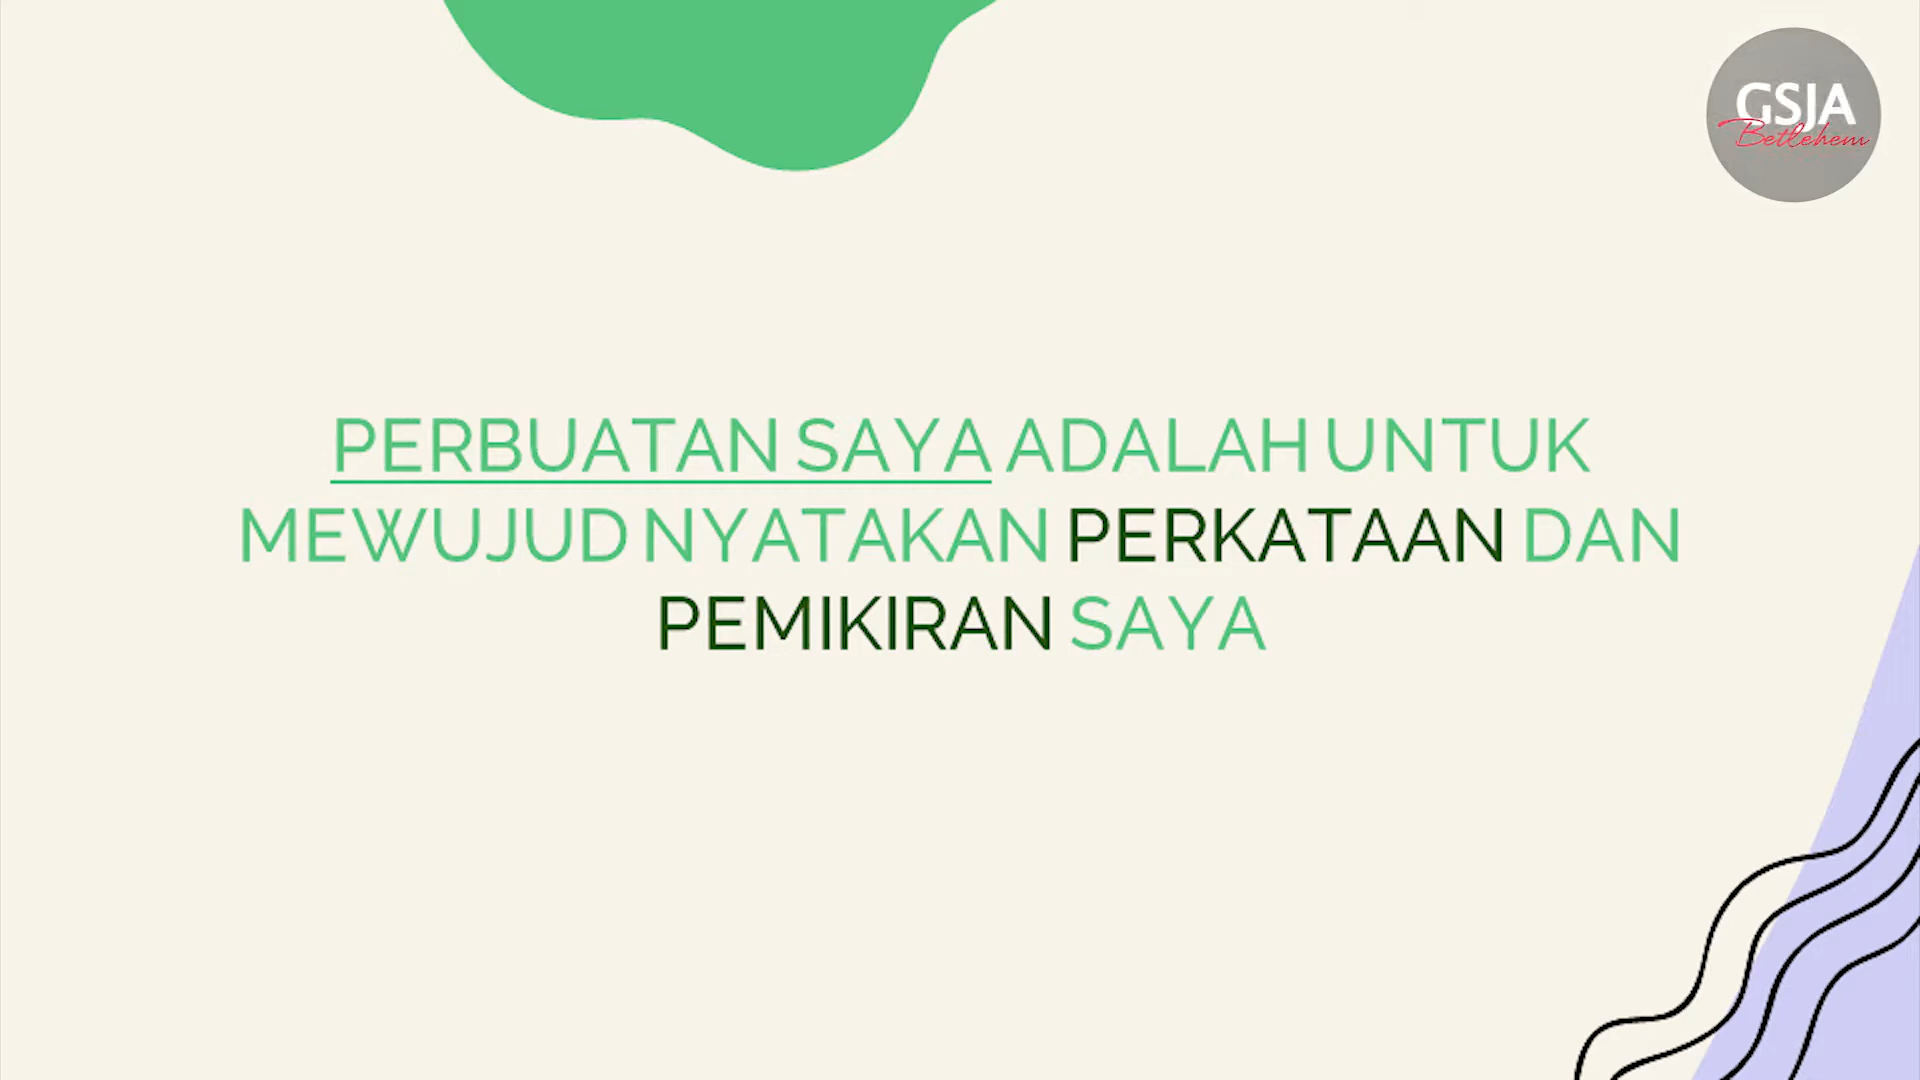 GSJA
Betlehem
PERBUATAN SAYA ADALAH UNTUK
MEWUJUD NYATAKAN PERKATAAN DAN
PEMIKIRAN SAYA